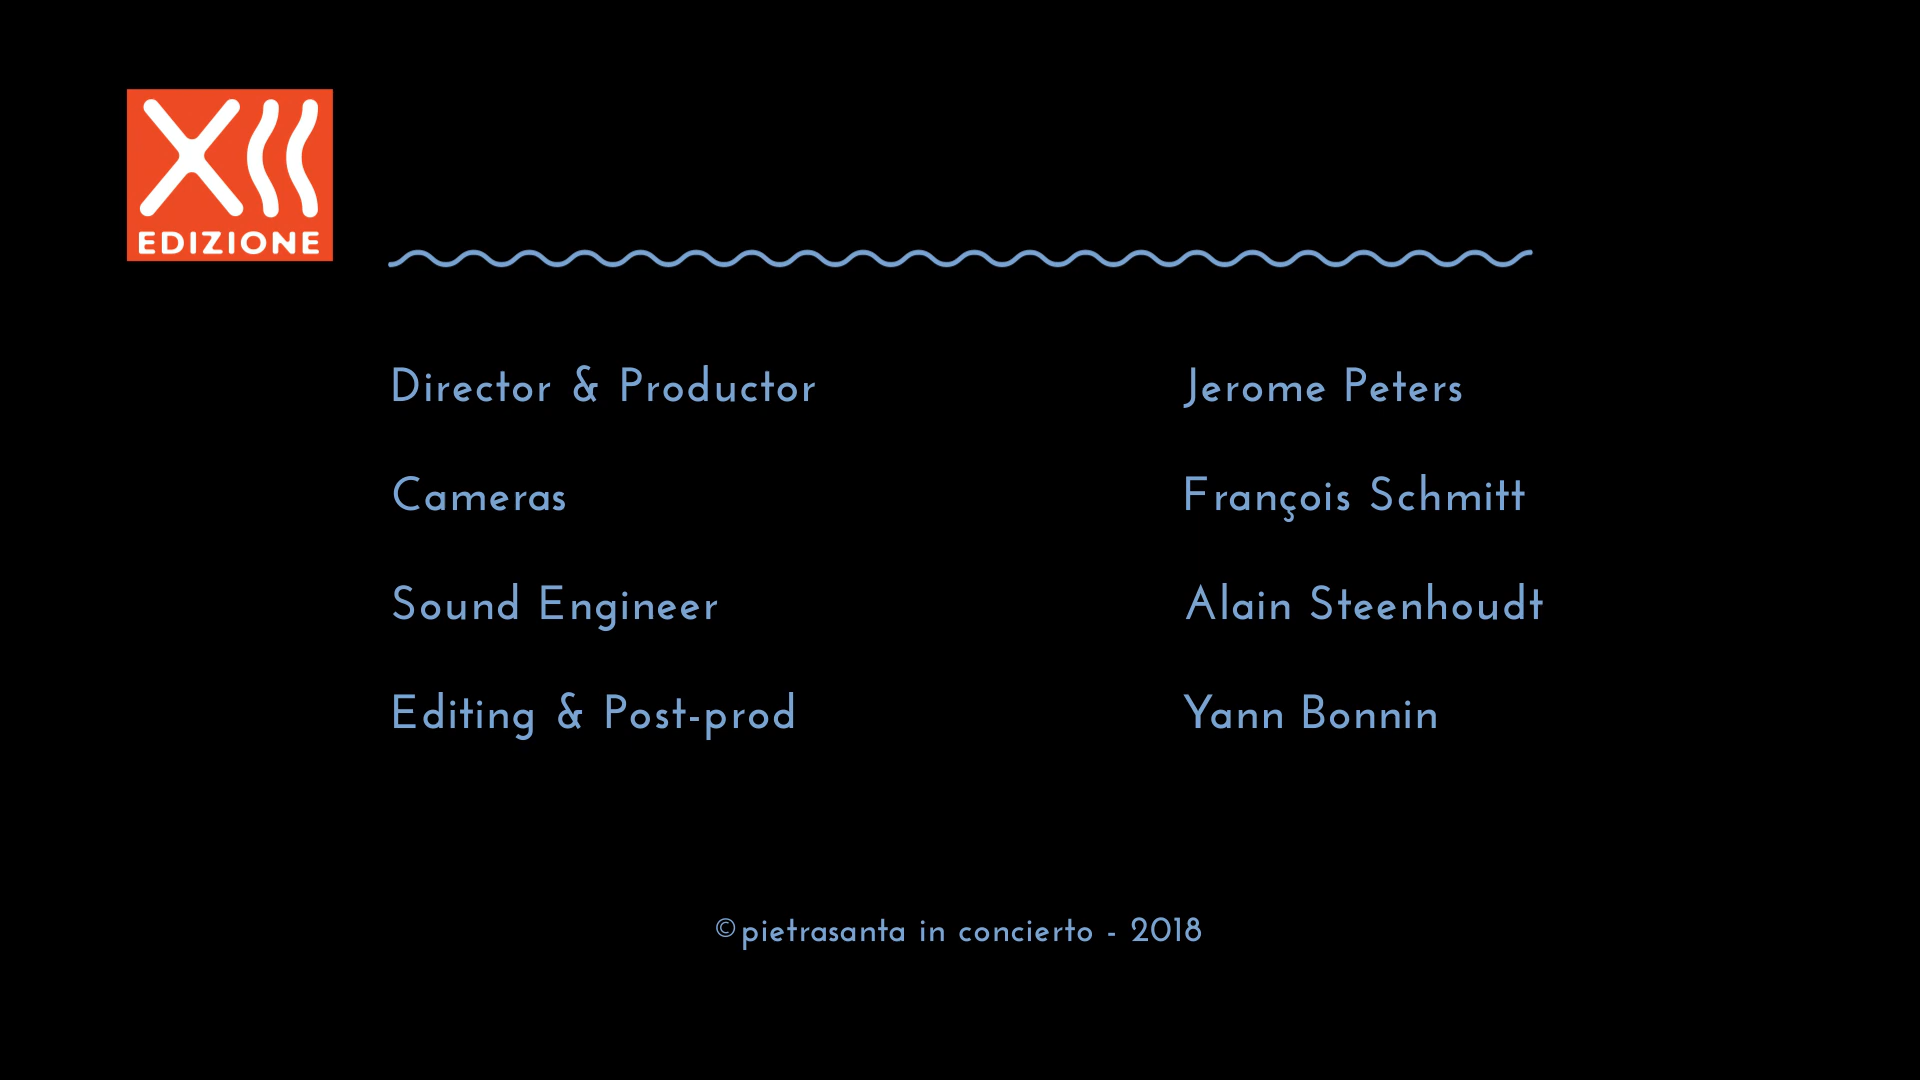 XII
EDIZIONE
Director & Productor Jerome Peters
Cameras François Schmitt
Sound Engineer Alain Steenhoudt
Editing & Post-prod Yann Bonnin
© pietrasanta in concierto - 2018